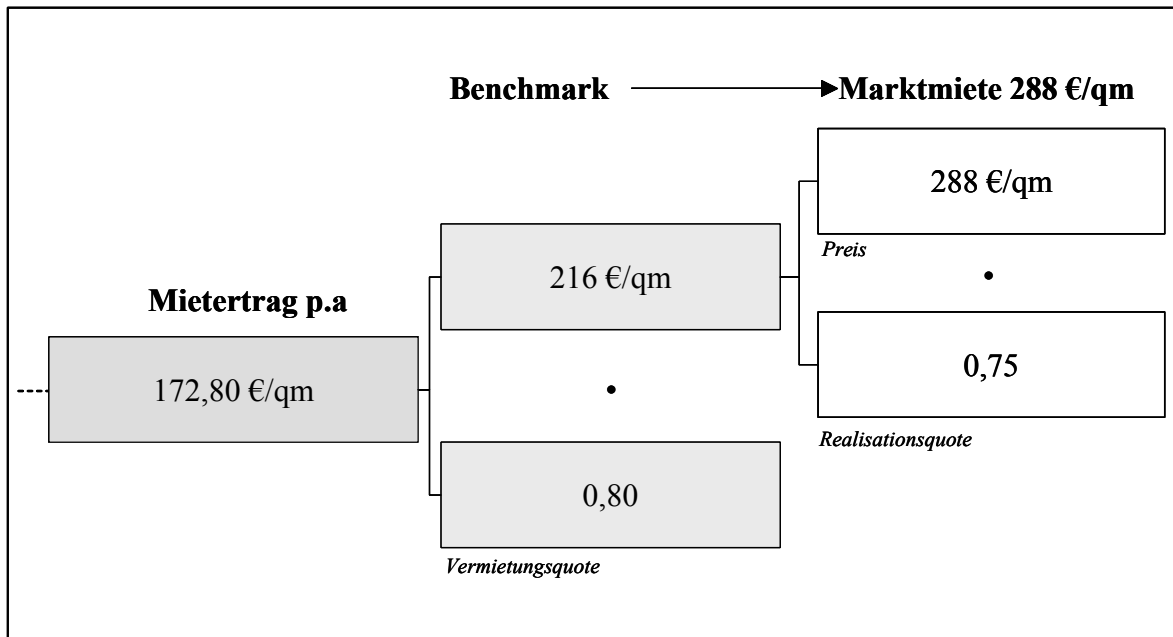 Benchmark
Marktmiete 288 €/qm
288 €/qm
Preis
•
216 €/qm
Mietertrag p.a
172,80 €/qm
•
0,75
Realisationsquote
0,80
Vermietungsquote